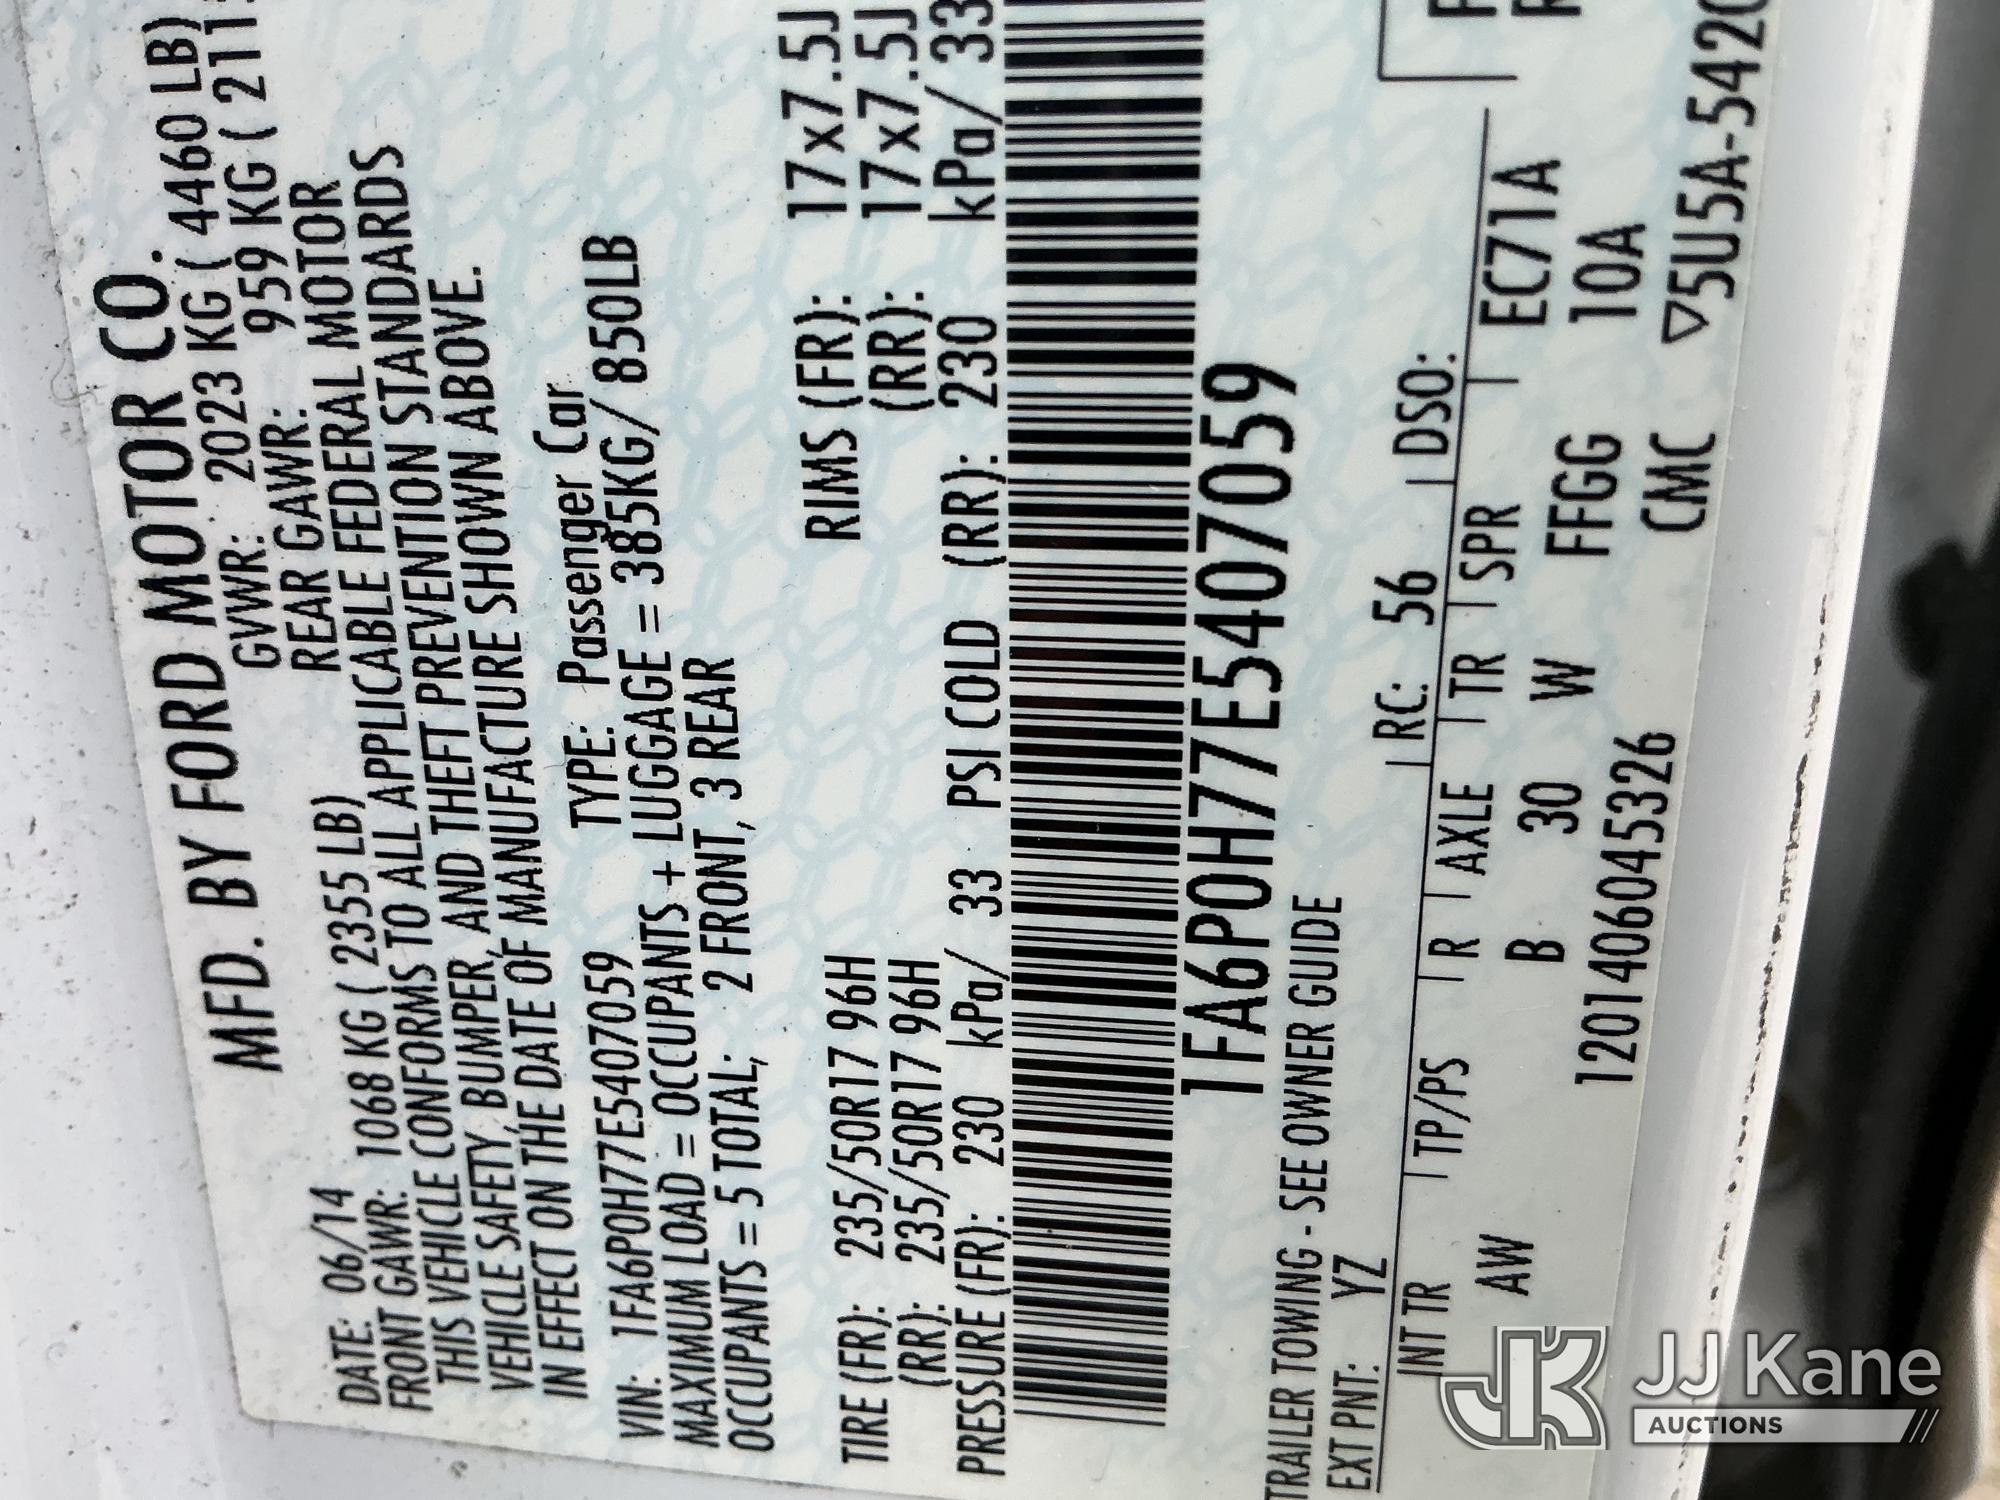 MFD. BY FORD MOTOR CO.
DATE: 06/14 GVWR: 2023 KG ( 4460 LB)
FRONT GAWR: 1068 KG ( 2355 LB) REAR GAWR: 959 KG ( 211
THIS VEHICLE CONFORMS TO ALL APPLICABLE FEDERAL MOTOR
VEHICLE SAFETY, BUMPER, AND THEFT PREVENTION STANDARDS
IN EFFECT ON THE DATE OF MANUFACTURE SHOWN ABOVE.
VIN: 1FA6P0H77E5407059 TYPE: Passenger Car
MAXIMUM LOAD = OCCUPANTS + LUGGAGE = 385KG/ 850LB
OCCUPANTS = 5 TOTAL; 2 FRONT, 3 REAR
TIRE (FR): 235/50R17 96H RIMS (FR): 17x7.5J
(RR): 235/50R17 96H (RR): 17x7.5J
PRESSURE (FR): 230 kPa/ 33 PSI COLD (RR): 230 kPa/ 33
1FA6P0H77E5407059
TRAILER TOWING - SEE OWNER GUIDE
EXT PNT: YZ RC: 56 DSO:
INT TR TP/PS R AXLE TR SPR EC71A
AW B 30 W FFGG 10A
1201406045326 CMC ▽5U5A-5420
JK JJ Kane
AUCTIONS